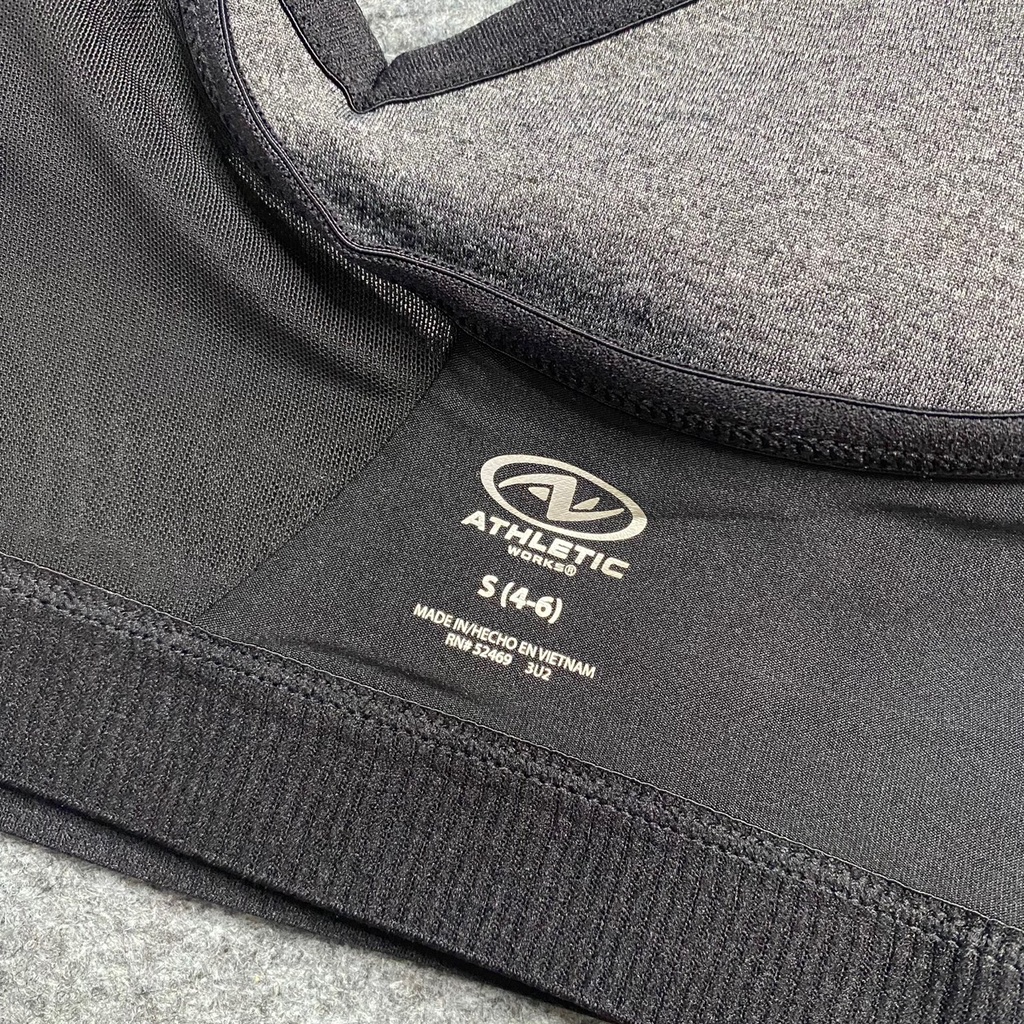 ATHLETIC
WORKS®
S (4-6)
MADE IN/HECHO EN VIETNAM
RN# 52469 3U2